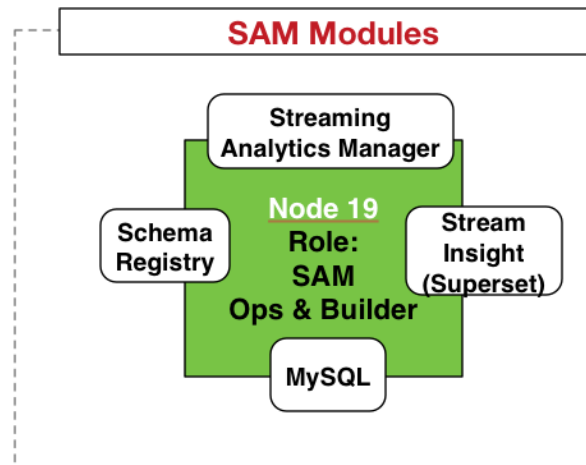 SAM Modules
Streaming
Analytics Manager
Node 19
Role:
SAM
Ops & Builder
Schema
Registry
Stream
Insight
(Superset)
MySQL